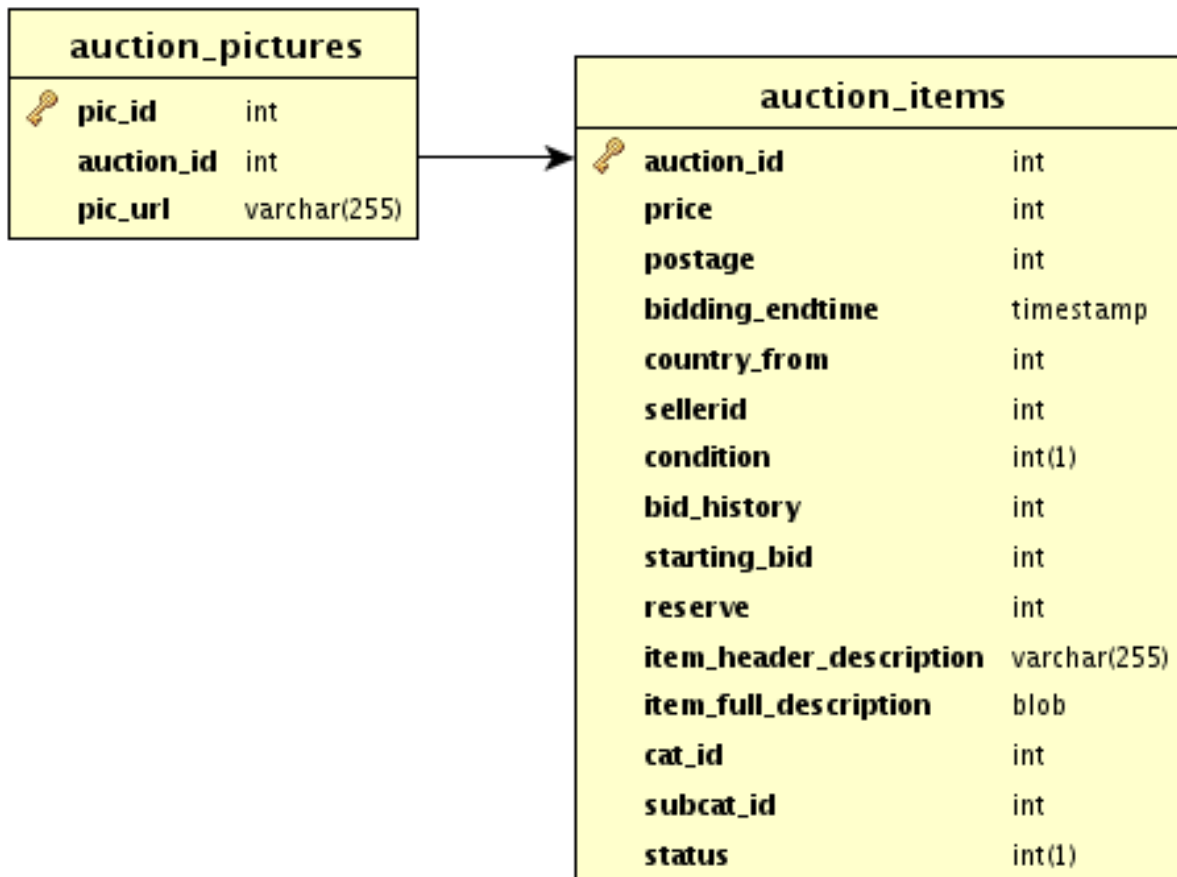 auction_pictures
pic_id int
auction_id int
pic_url varchar(255)
auction_items
auction_id int
price int
postage int
bidding_endtime timestamp
country_from int
sellerid int
condition int(1)
bid_history int
starting_bid int
reserve int
item_header_description varchar(255)
item_full_description blob
cat_id int
subcat_id int
status int(1)